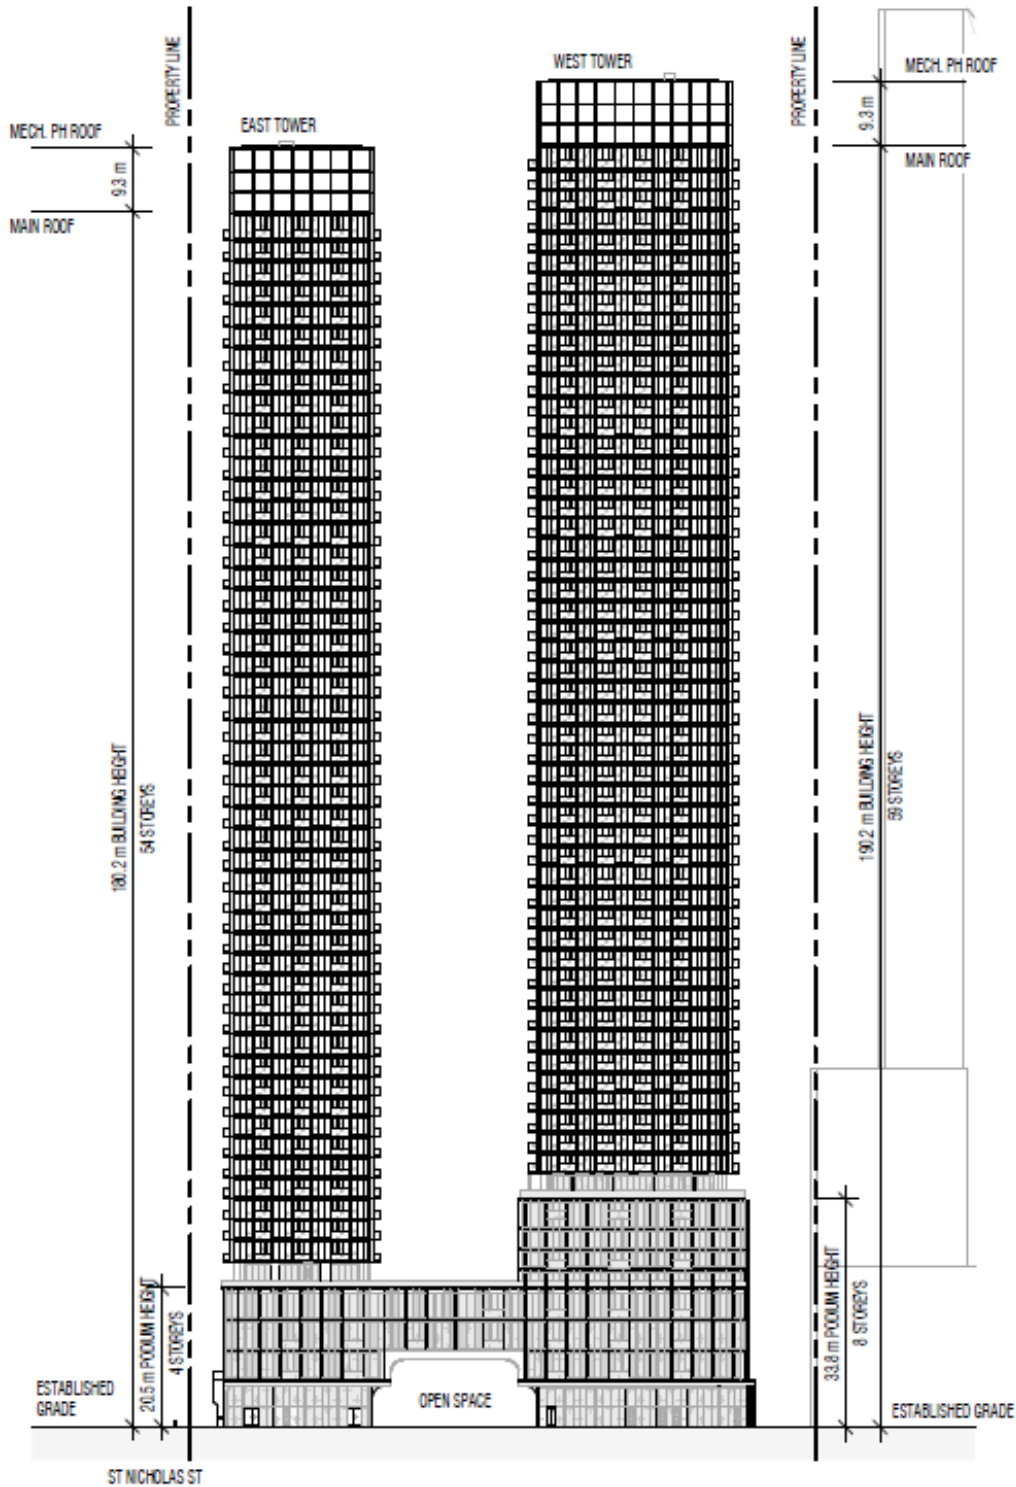 WEST TOWER
MECH. PH ROOF
PROPERTY LINE
PROPERTY LINE
9.3 m
EAST TOWER
MECH. PH ROOF
MAIN ROOF
9.3 m
MAIN ROOF
180.2 m BUILDING HEIGHT
54 STOREYS
190.2 m BUILDING HEIGHT
59 STOREYS
20.5 m PODIUM HEIGHT
4 STOREYS
33.8 m PODIUM HEIGHT
8 STOREYS
ESTABLISHED
GRADE
OPEN SPACE
ESTABLISHED GRADE
ST NICHOLAS ST